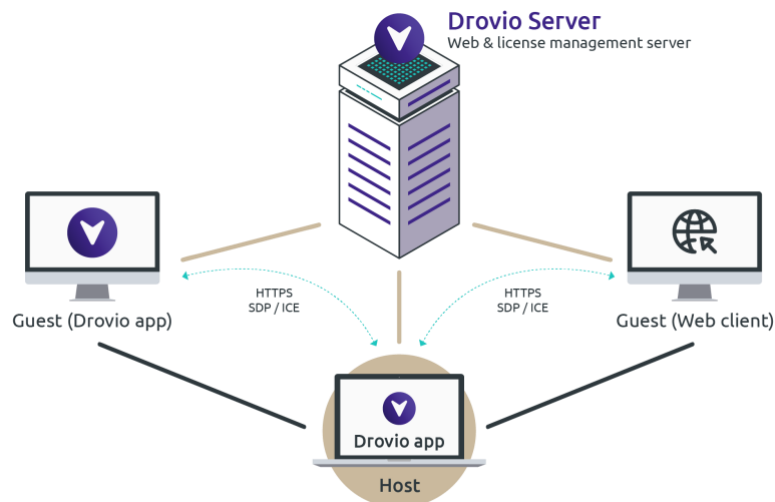 Drovio Server
Web & license management server
HTTPS
SDP / ICE
HTTPS
SDP / ICE
Guest (Drovio app)
Guest (Web client)
Drovio app
Host